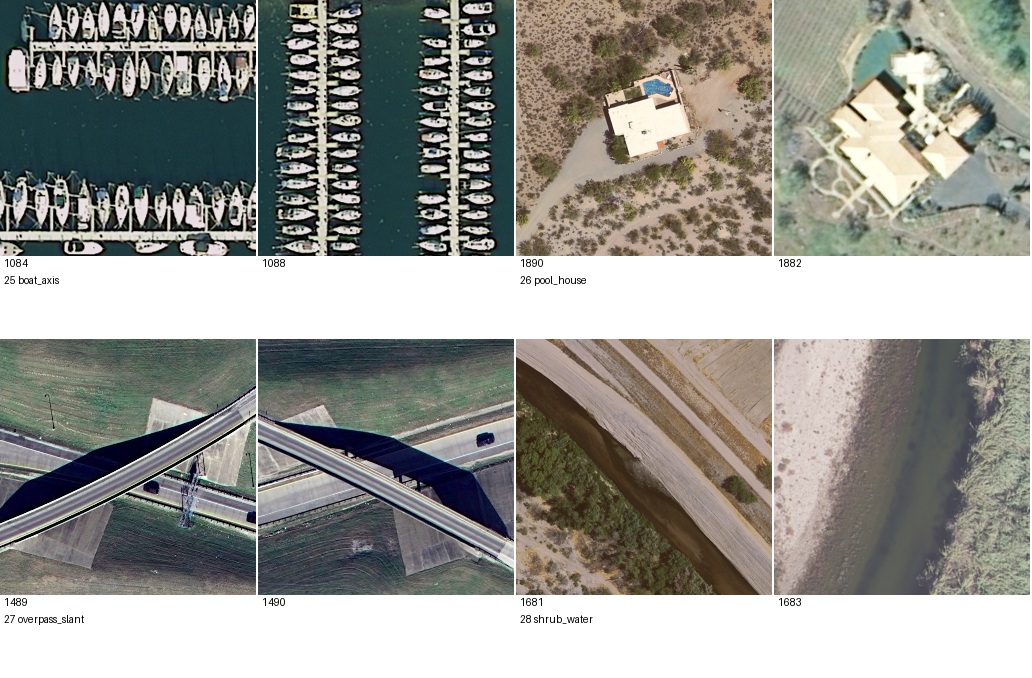 1084
1088
1890
1882
25 boat_axis
26 pool_house
1489
1490
1681
1683
27 overpass_slant
28 shrub_water